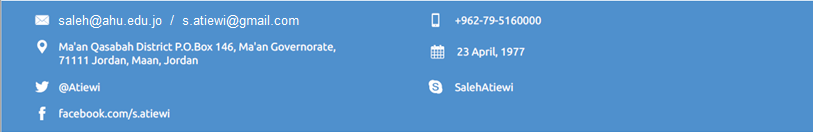 saleh@ahu.edu.jo / s.atiewi@gmail.com
+962-79-5160000
Ma'an Qasabah District P.O.Box 146, Ma'an Governorate,
71111 Jordan, Maan, Jordan
23 April, 1977
@Atiewi
SalehAtiewi
facebook.com/s.atiewi